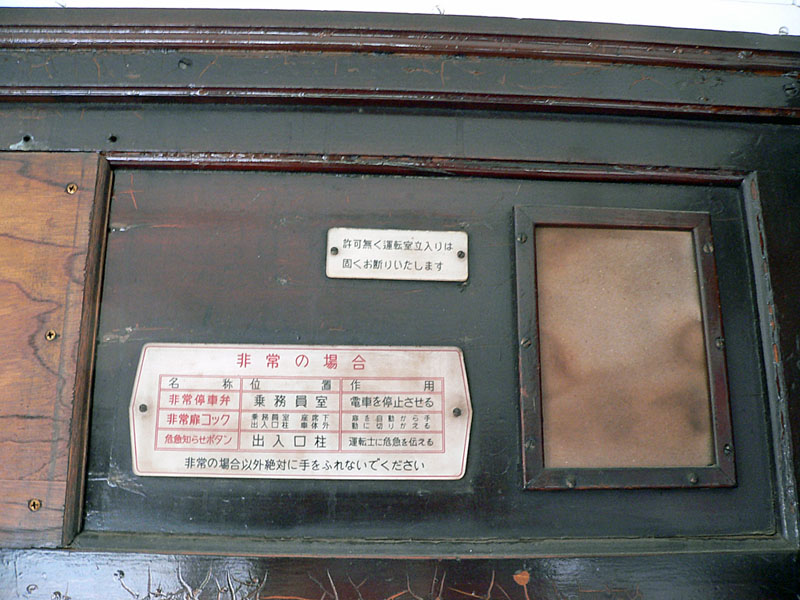 許可無く運転室立入りは
固くお断りいたします
非常の場合
名称 位置 作用
非常停車弁 乗務員室 電車を停止させる
非常扉コック 乗務員室 座席下 扉を自動から手
出入口柱 車体外 動に切りかえる
危急知らせボタン 出入口柱 運転士に危急を伝える
非常の場合以外絶対に手をふれないでください